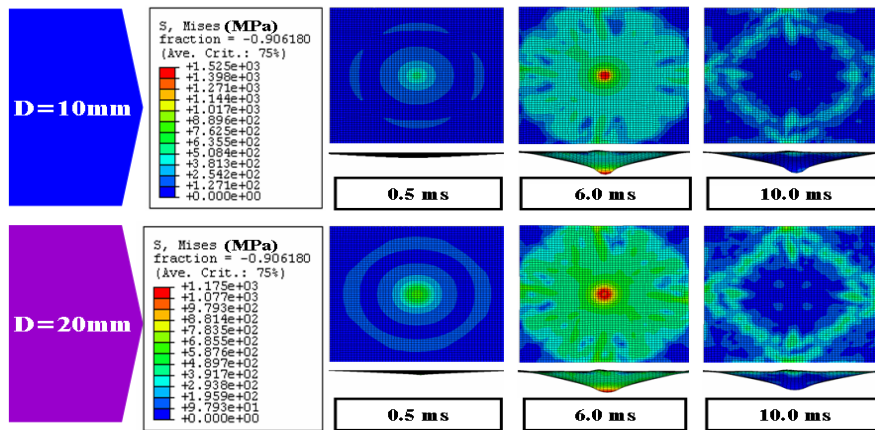 D=10mm
S, Mises (MPa)
fraction = -0.906180
(Ave. Crit.: 75%)
+1.525e+03
+1.398e+03
+1.271e+03
+1.144e+03
+1.017e+03
+8.896e+02
+7.625e+02
+6.355e+02
+5.084e+02
+3.813e+02
+2.542e+02
+1.271e+02
+0.000e+00
0.5 ms
6.0 ms
10.0 ms
D=20mm
S, Mises (MPa)
fraction = -0.906180
(Ave. Crit.: 75%)
+1.175e+03
+1.077e+03
+9.793e+02
+8.814e+02
+7.835e+02
+6.855e+02
+5.876e+02
+4.897e+02
+3.917e+02
+2.938e+02
+1.959e+02
+9.793e+01
+0.000e+00
0.5 ms
6.0 ms
10.0 ms